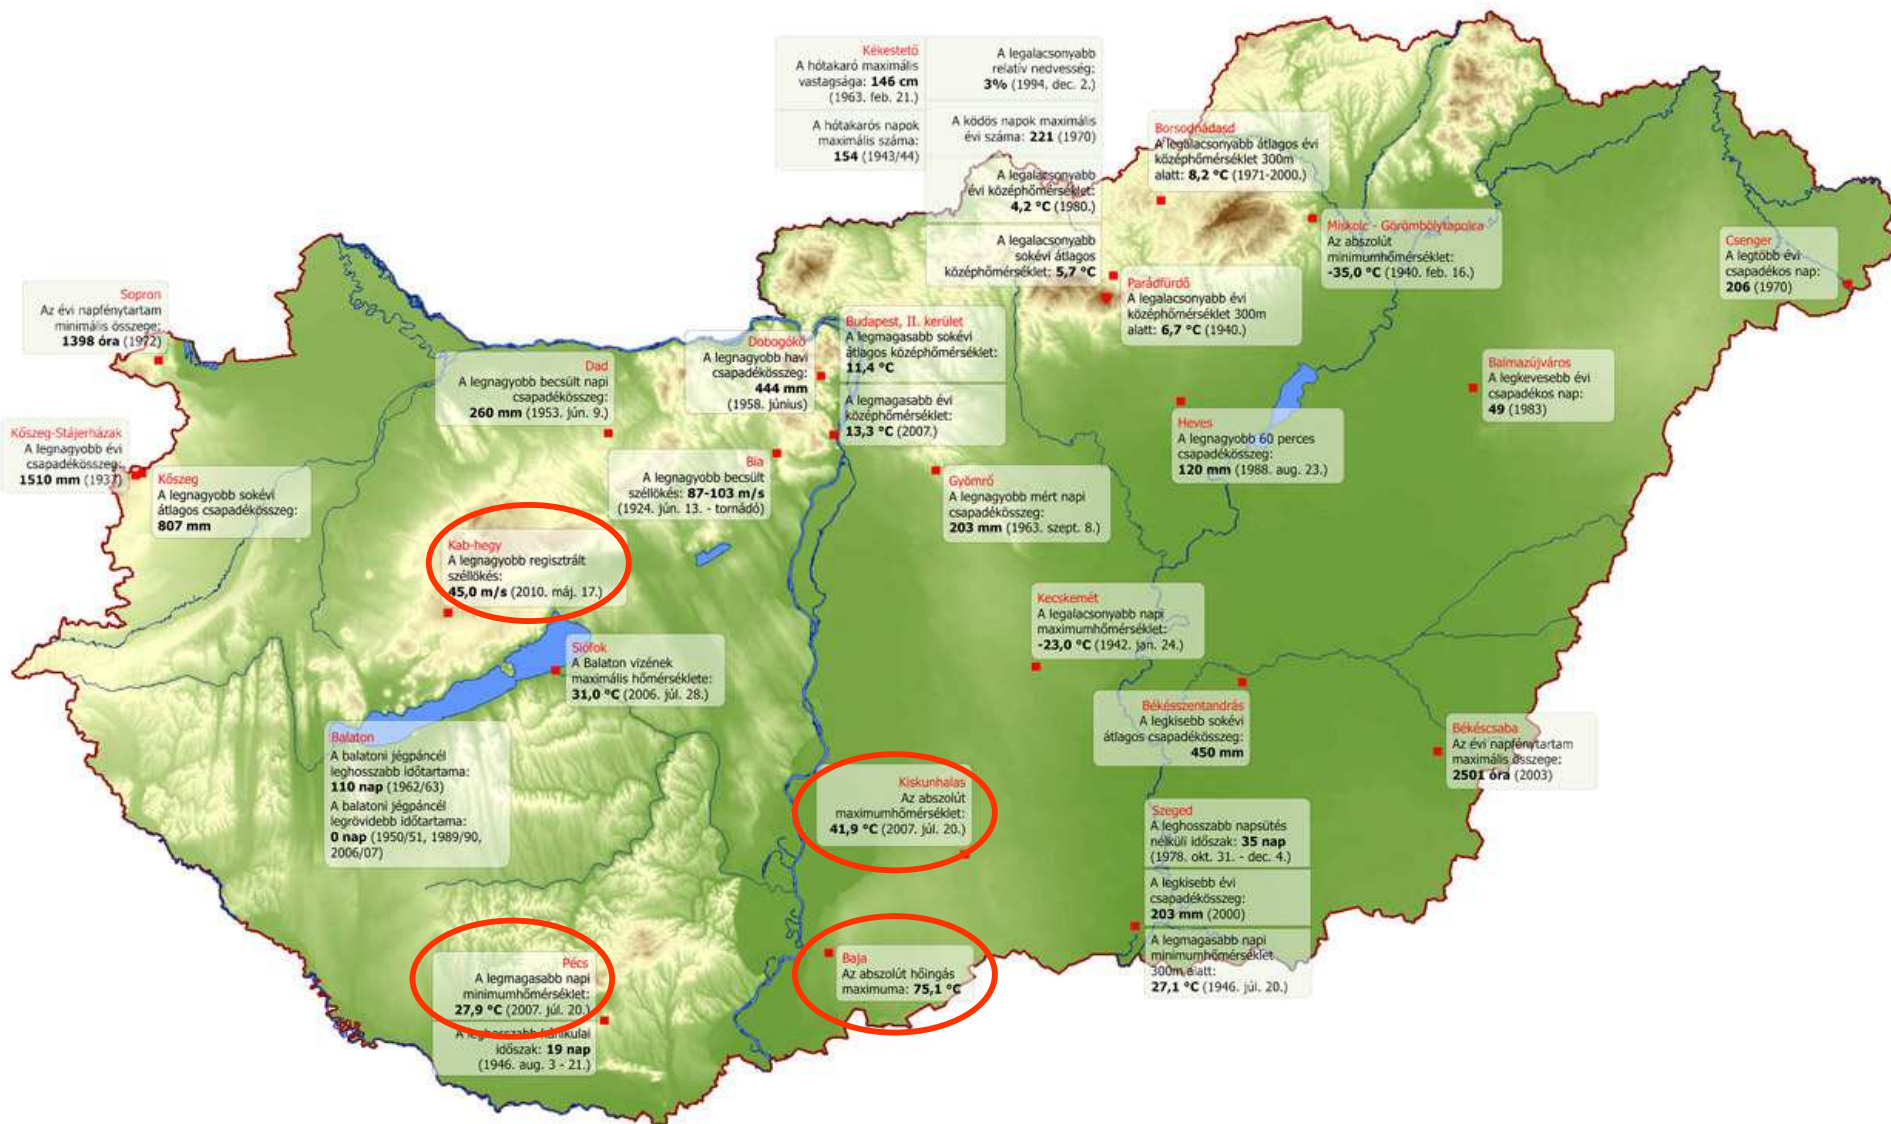 Kékestető
A hótakaró maximális
vastagsága: 146 cm
(1963. feb. 21.)
A hótakarós napok
maximális száma:
154 (1943/44)
A legalacsonyabb
relatív nedvesség:
3% (1994. dec. 2.)
A ködös napok maximális
évi száma: 221 (1970)
A legalacsonyabb
évi középhőmérséklet:
4,2 °C (1980.)
A legalacsonyabb
sokévi átlagos
középhőmérséklet: 5,7 °C
Borsodnádasd
A legalacsonyabb átlagos évi
középhőmérséklet 300m
alatt: 8,2 °C (1971-2000.)
Miskolc - Görömbölytapolca
Az abszolút
minimumhőmérséklet:
-35,0 °C (1940. feb. 16.)
Csenger
A legtöbb évi
csapadékos nap:
206 (1970)
Parádfürdő
A legalacsonyabb évi
középhőmérséklet 300m
alatt: 6,7 °C (1940.)
Sopron
Az évi napfénytartam
minimális összege:
1398 óra (1972)
Budapest, II. kerület
A legmagasabb sokévi
átlagos középhőmérséklet:
11,4 °C
A legmagasabb évi
középhőmérséklet:
13,3 °C (2007.)
Dobogókő
A legnagyobb havi
csapadékösszeg:
444 mm
(1958. június)
Dad
A legnagyobb becsült napi
csapadékösszeg:
260 mm (1953. jún. 9.)
Balmazújváros
A legkevesebb évi
csapadékos nap:
49 (1983)
Heves
A legnagyobb 60 perces
csapadékösszeg:
120 mm (1988. aug. 23.)
Kőszeg-Stájerházak
A legnagyobb évi
csapadékösszeg:
1510 mm (1937)
Kőszeg
A legnagyobb sokévi
átlagos csapadékösszeg:
807 mm
Bia
A legnagyobb becsült
széllökés: 87-103 m/s
(1924. jún. 13. - tornádó)
Gyömrő
A legnagyobb mért napi
csapadékösszeg:
203 mm (1963. szept. 8.)
Kab-hegy
A legnagyobb regisztrált
széllökés:
45,0 m/s (2010. máj. 17.)
Kecskemét
A legalacsonyabb napi
maximumhőmérséklet:
-23,0 °C (1942. jan. 24.)
Siófok
A Balaton vizének
maximális hőmérséklete:
31,0 °C (2006. júl. 28.)
Békésszentandrás
A legkisebb sokévi
átlagos csapadékösszeg:
450 mm
Békéscsaba
Az évi napfénytartam
maximális összege:
2501 óra (2003)
Balaton
A balatoni jégpáncél
leghosszabb időtartama:
110 nap (1962/63)
A balatoni jégpáncél
legrövidebb időtartama:
0 nap (1950/51, 1989/90,
2006/07)
Kiskunhalas
Az abszolút
maximumhőmérséklet:
41,9 °C (2007. júl. 20.)
Szeged
A leghosszabb napsütés
nélküli időszak: 35 nap
(1978. okt. 31. - dec. 4.)
A legkisebb évi
csapadékösszeg:
203 mm (2000)
A legmagasabb napi
minimumhőmérséklet
300m alatt:
27,1 °C (1946. júl. 20.)
Pécs
A legmagasabb napi
minimumhőmérséklet:
27,9 °C (2007. júl. 20.)
A leghosszabb kánikulai
időszak: 19 nap
(1946. aug. 3 - 21.)
Baja
Az abszolút hőingás
maximuma: 75,1 °C